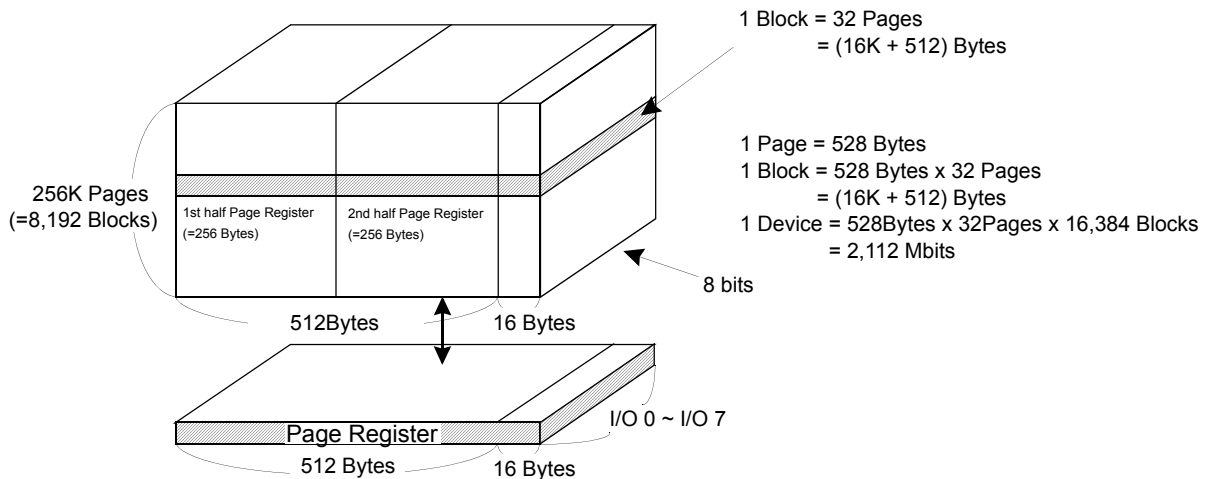 1 Block = 32 Pages
= (16K + 512) Bytes
1 Page = 528 Bytes
1 Block = 528 Bytes x 32 Pages
= (16K + 512) Bytes
1 Device = 528Bytes x 32Pages x 16,384 Blocks
= 2,112 Mbits
256K Pages
(=8,192 Blocks)
1st half Page Register
(=256 Bytes)
2nd half Page Register
(=256 Bytes)
8 bits
512Bytes
16 Bytes
I/O 0 ~ I/O 7
Page Register
512 Bytes
16 Bytes